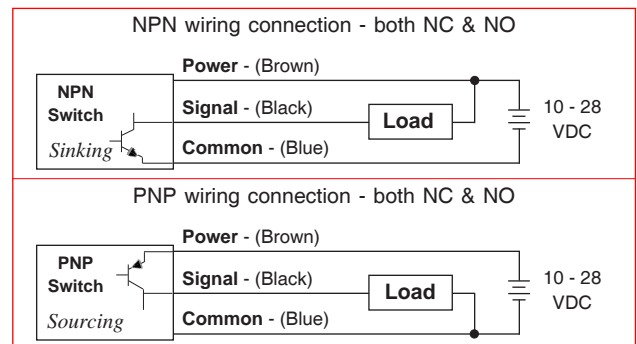 NPN wiring connection - both NC & NO
Power - (Brown)
NPN
Switch
Sinking
Signal - (Black)
Load
Common - (Blue)
10 - 28
VDC
PNP wiring connection - both NC & NO
Power - (Brown)
PNP
Switch
Sourcing
Signal - (Black)
Load
Common - (Blue)
10 - 28
VDC